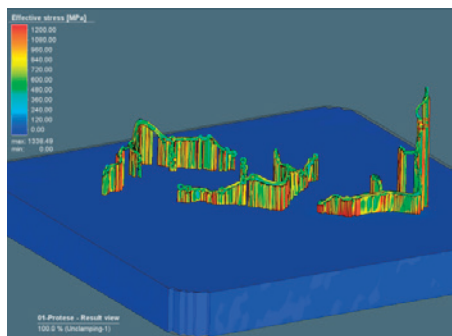 Effective stress [MPa]
1200.00
1080.00
960.00
840.00
720.00
600.00
480.00
360.00
240.00
120.00
0.00
max: 1338.49
min: 0.00
01-Protese - Result view
100.0 % (Unclamping-1)